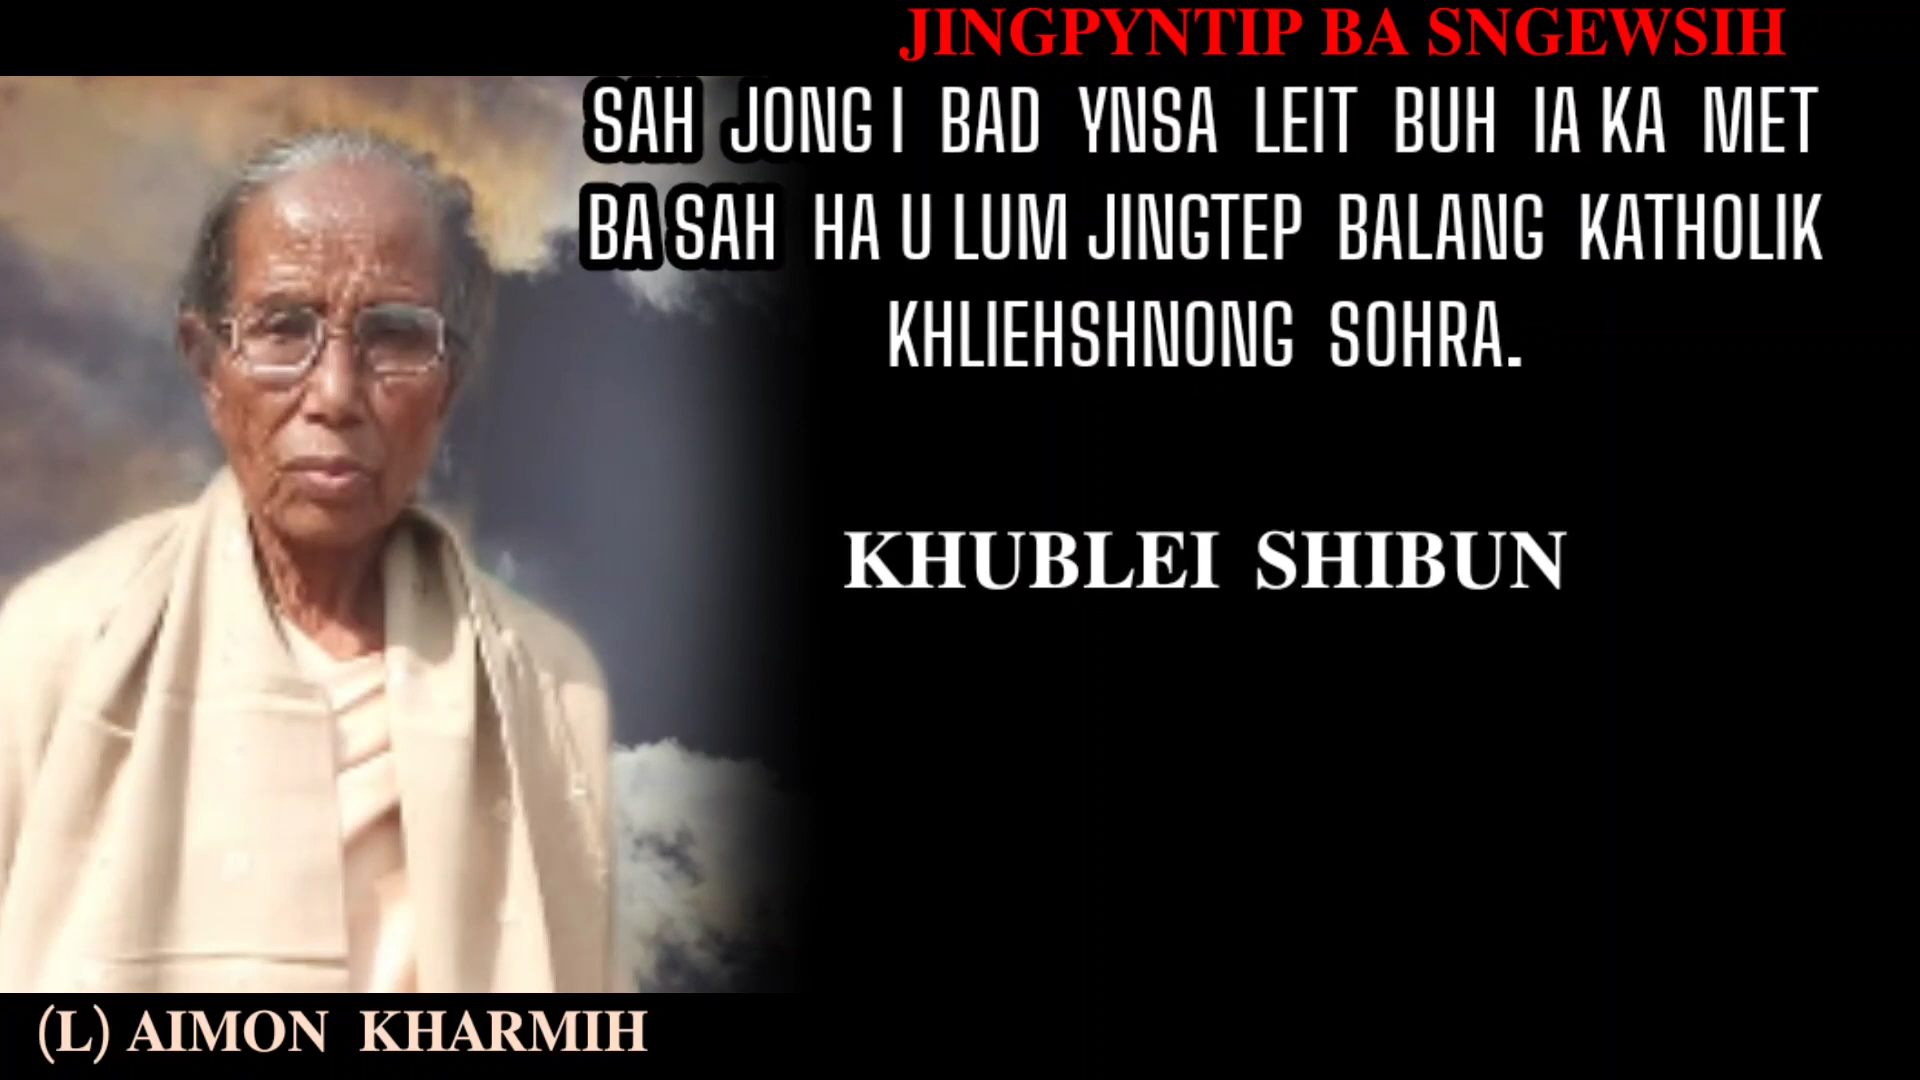 JINGPYNTIP BA SNGEWSIH
SAH JONG I BAD YNSA LEIT BUH IA KA MET
BA SAH HA U LUM JINGTEP BALANG KATHOLIK
KHLIEHSHNONG SOHRA.
KHUBLEI SHIBUN
(L) AIMON KHARMIH